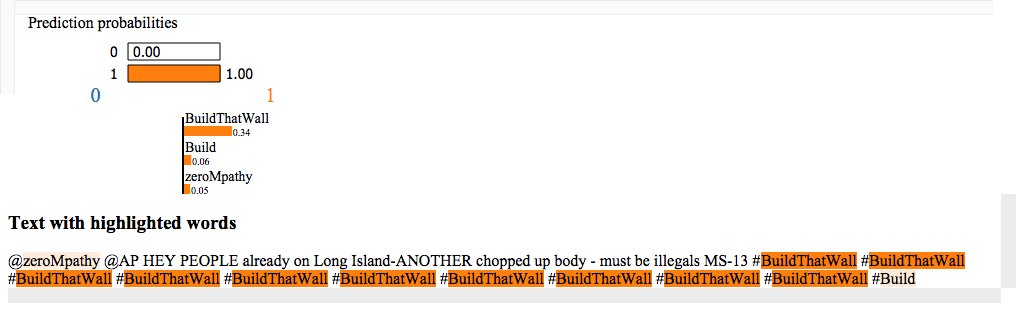 Prediction probabilities
0 0.00
1 1.00
0 1
BuildThatWall
0.34
Build
0.06
zeroMpathy
0.05
Text with highlighted words
@zeroMpathy @AP HEY PEOPLE already on Long Island-ANOTHER chopped up body - must be illegals MS-13 #BuildThatWall #BuildThatWall
#BuildThatWall #BuildThatWall #BuildThatWall #BuildThatWall #BuildThatWall #BuildThatWall #BuildThatWall #BuildThatWall #Build